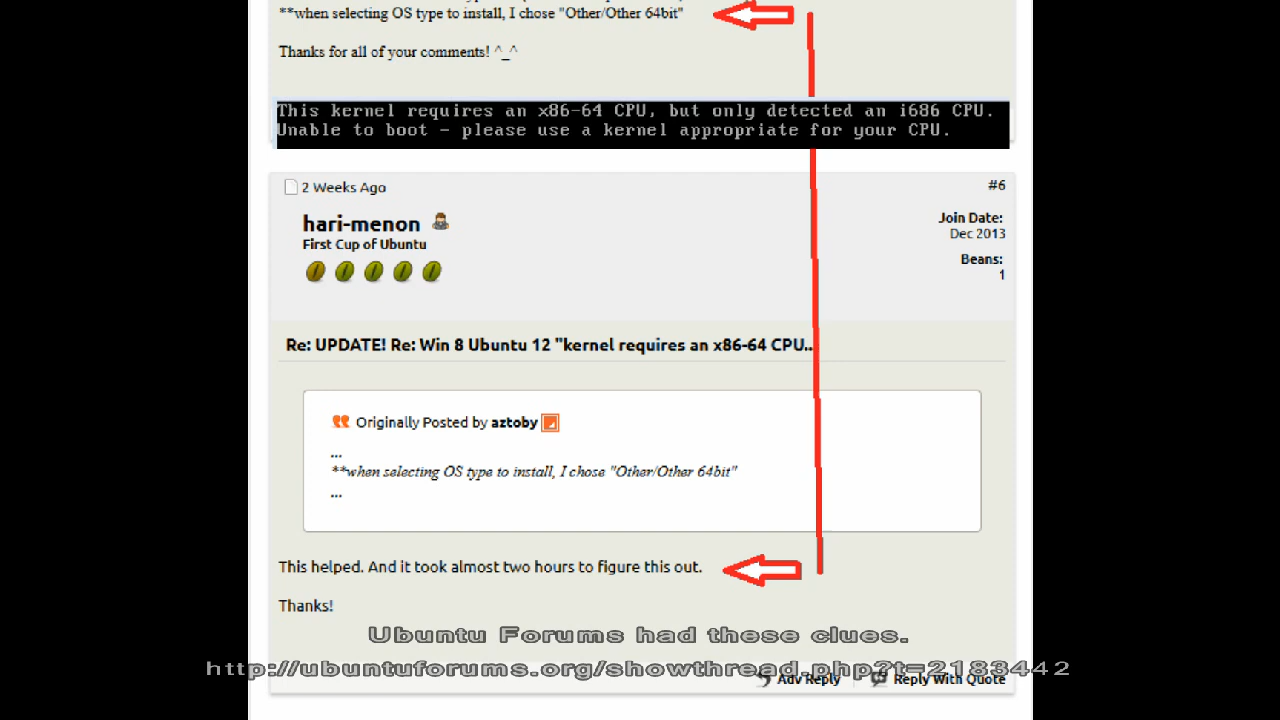 **when selecting OS type to install, I chose "Other/Other 64bit"
Thanks for all of your comments! ^_^
This kernel requires an x86-64 CPU, but only detected an i686 CPU.
Unable to boot - please use a kernel appropriate for your CPU.
2 Weeks Ago
#6
hari-menon
First Cup of Ubuntu
Join Date:
Dec 2013
Beans:
1
Re: UPDATE! Re: Win 8 Ubuntu 12 "kernel requires an x86-64 CPU...
Originally Posted by aztoby
...
**when selecting OS type to install, I chose "Other/Other 64bit"
...
This helped. And it took almost two hours to figure this out.
Thanks!
Ubuntu Forums had these clues.
http://ubuntuforums.org/showthread.php?t=2183442
Adv Reply
Reply With Quote